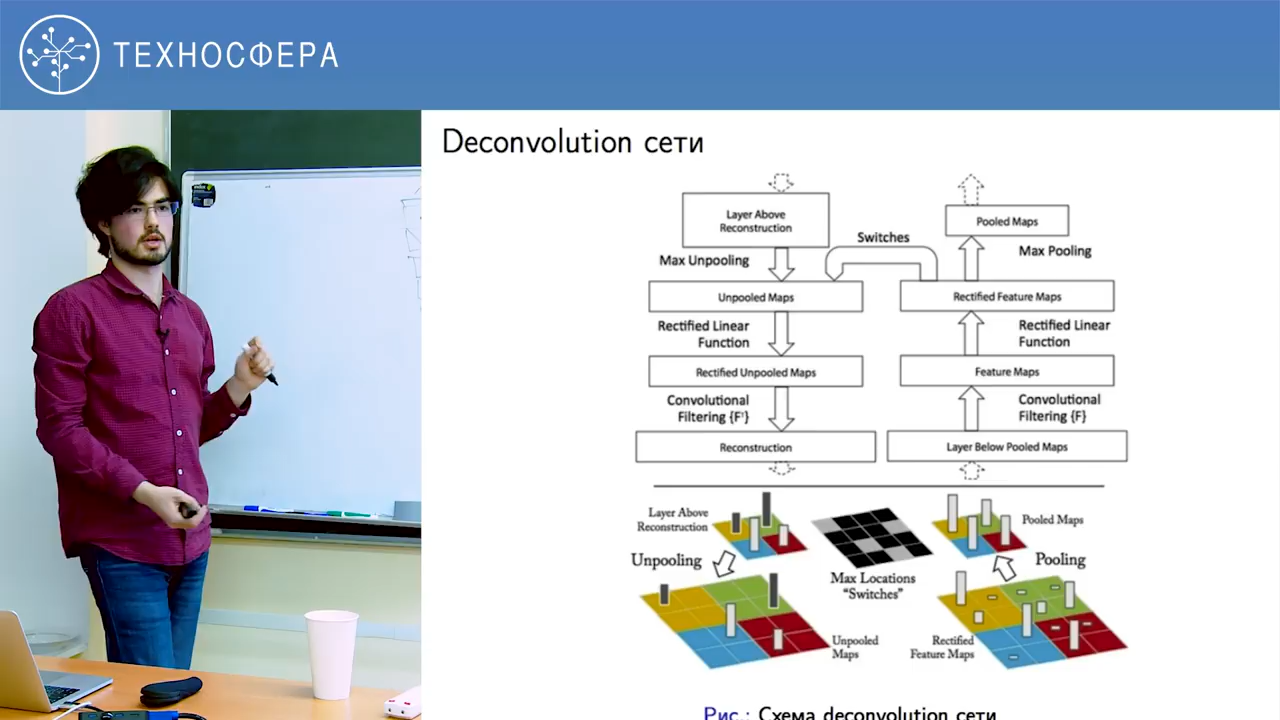 ТЕХНОСФЕРА
Deconvolution сети
Layer Above
Reconstruction
Switches
Pooled Maps
Max Unpooling
Max Pooling
Unpooled Maps
Rectified Feature Maps
Rectified Linear
Function
Rectified Linear
Function
Rectified Unpooled Maps
Feature Maps
Convolutional
Filtering {Fᵀ}
Convolutional
Filtering {F}
Reconstruction
Layer Below Pooled Maps
Layer Above
Reconstruction
Pooled Maps
Unpooling
Pooling
Max Locations
“Switches”
Unpooled
Maps
Rectified
Feature Maps
Рис.: Схема deconvolution сети